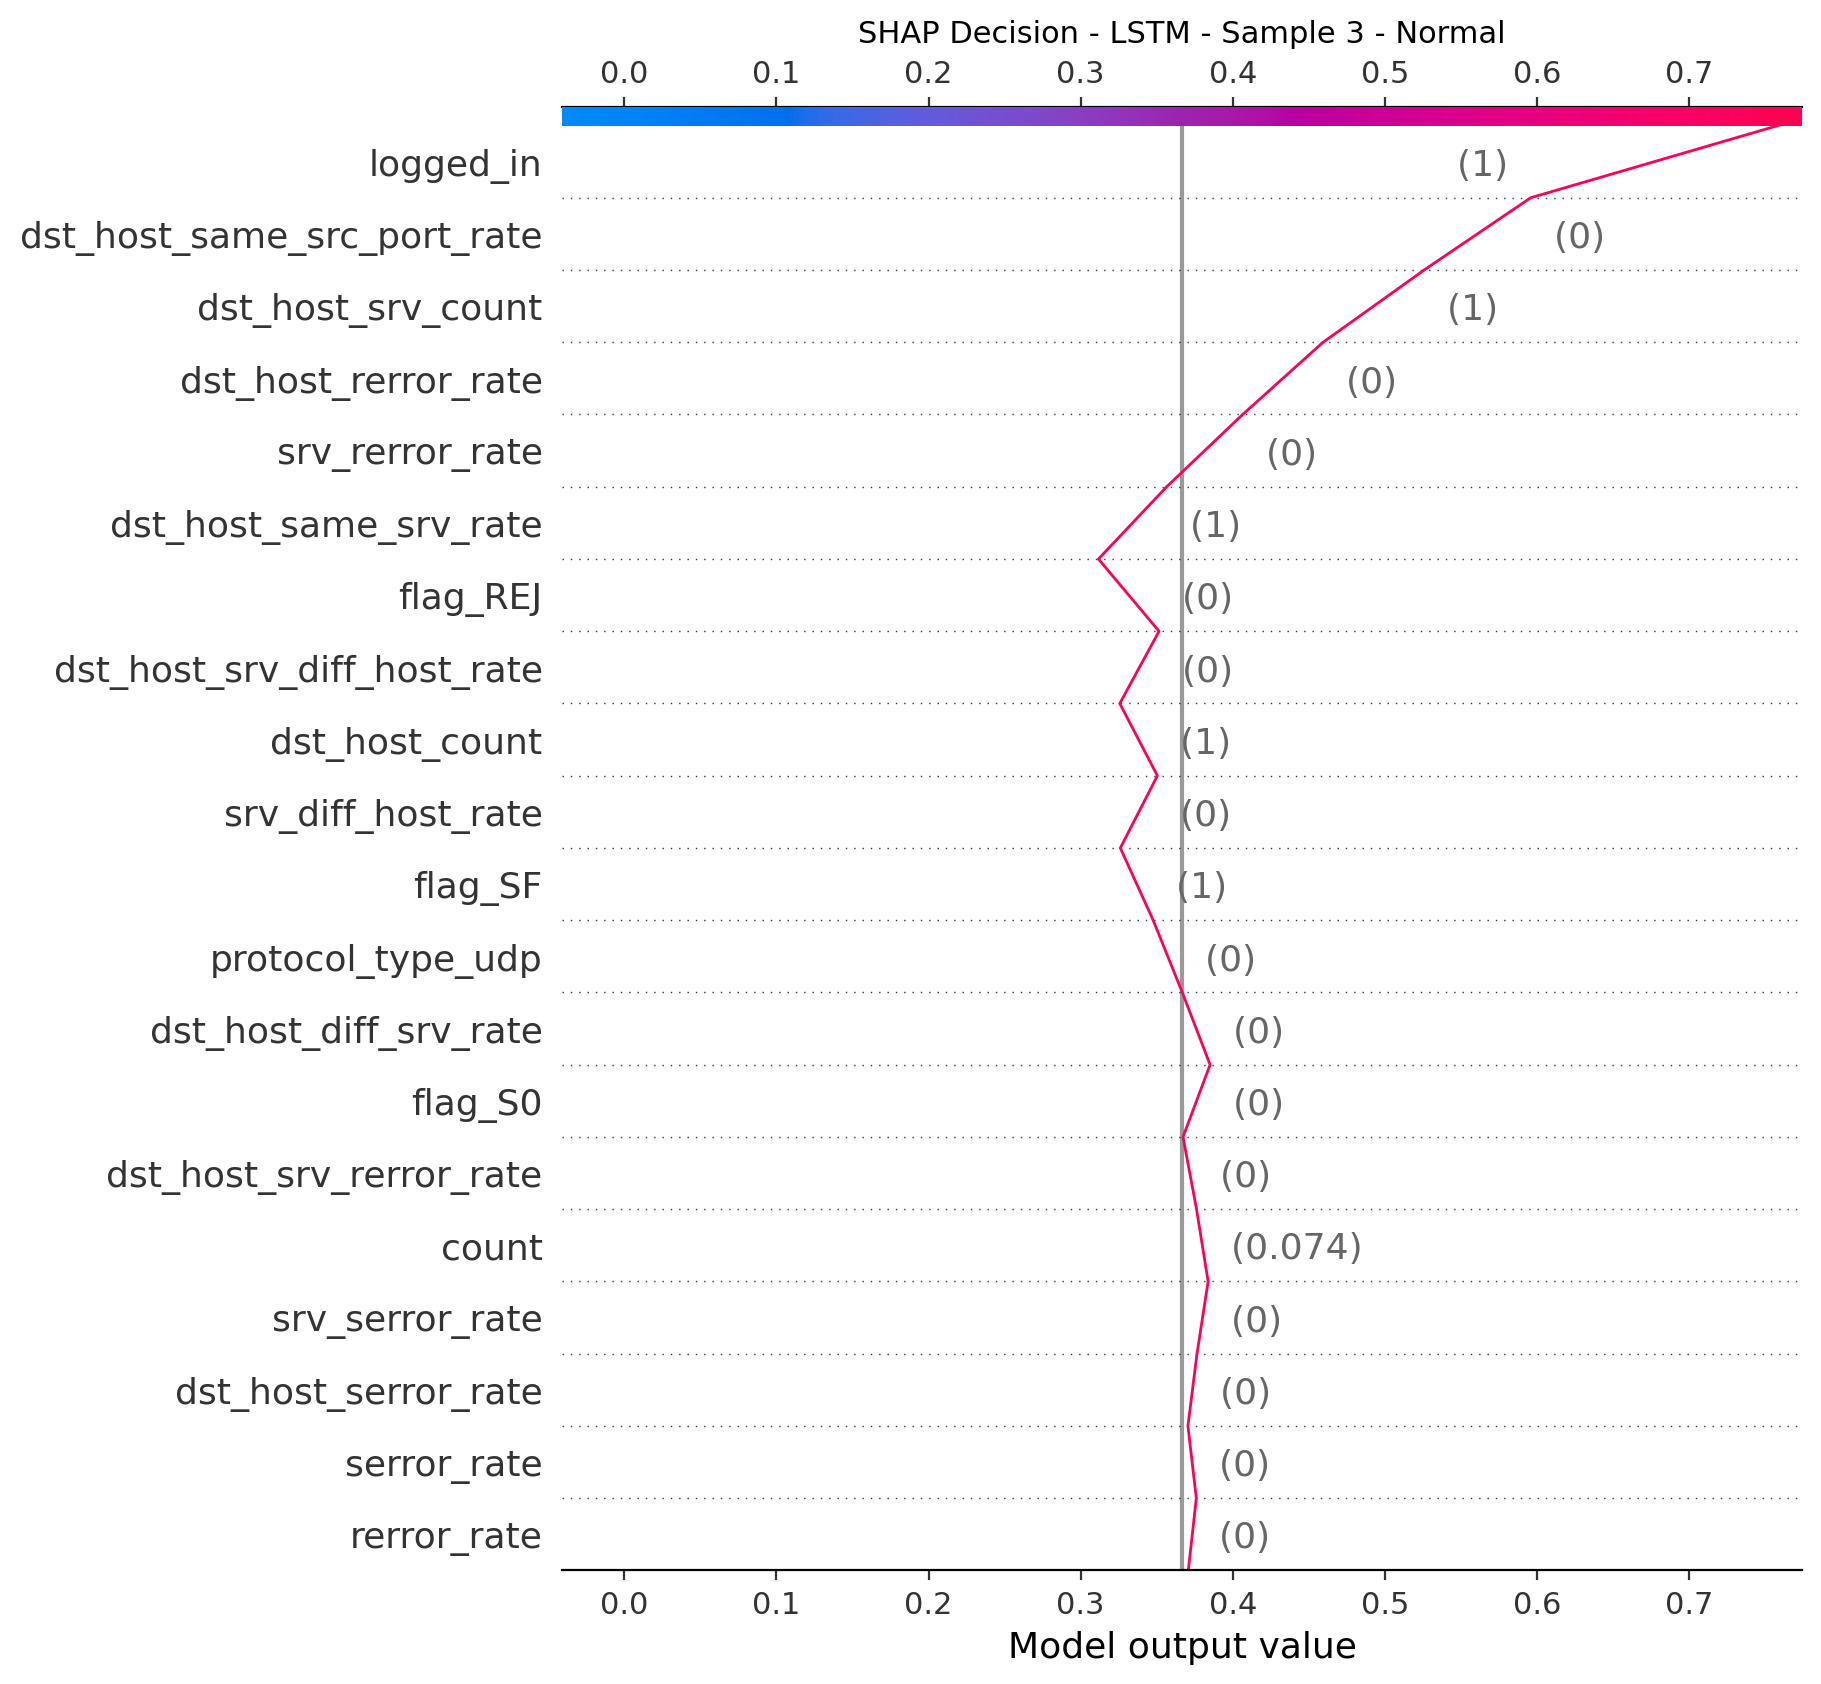 SHAP Decision - LSTM - Sample 3 - Normal
0.0 0.1 0.2 0.3 0.4 0.5 0.6 0.7
logged_in (1)
dst_host_same_src_port_rate (0)
dst_host_srv_count (1)
dst_host_rerror_rate (0)
srv_rerror_rate (0)
dst_host_same_srv_rate (1)
flag_REJ (0)
dst_host_srv_diff_host_rate (0)
dst_host_count (1)
srv_diff_host_rate (0)
flag_SF (1)
protocol_type_udp (0)
dst_host_diff_srv_rate (0)
flag_S0 (0)
dst_host_srv_rerror_rate (0)
count (0.074)
srv_serror_rate (0)
dst_host_serror_rate (0)
serror_rate (0)
rerror_rate (0)
0.0 0.1 0.2 0.3 0.4 0.5 0.6 0.7
Model output value